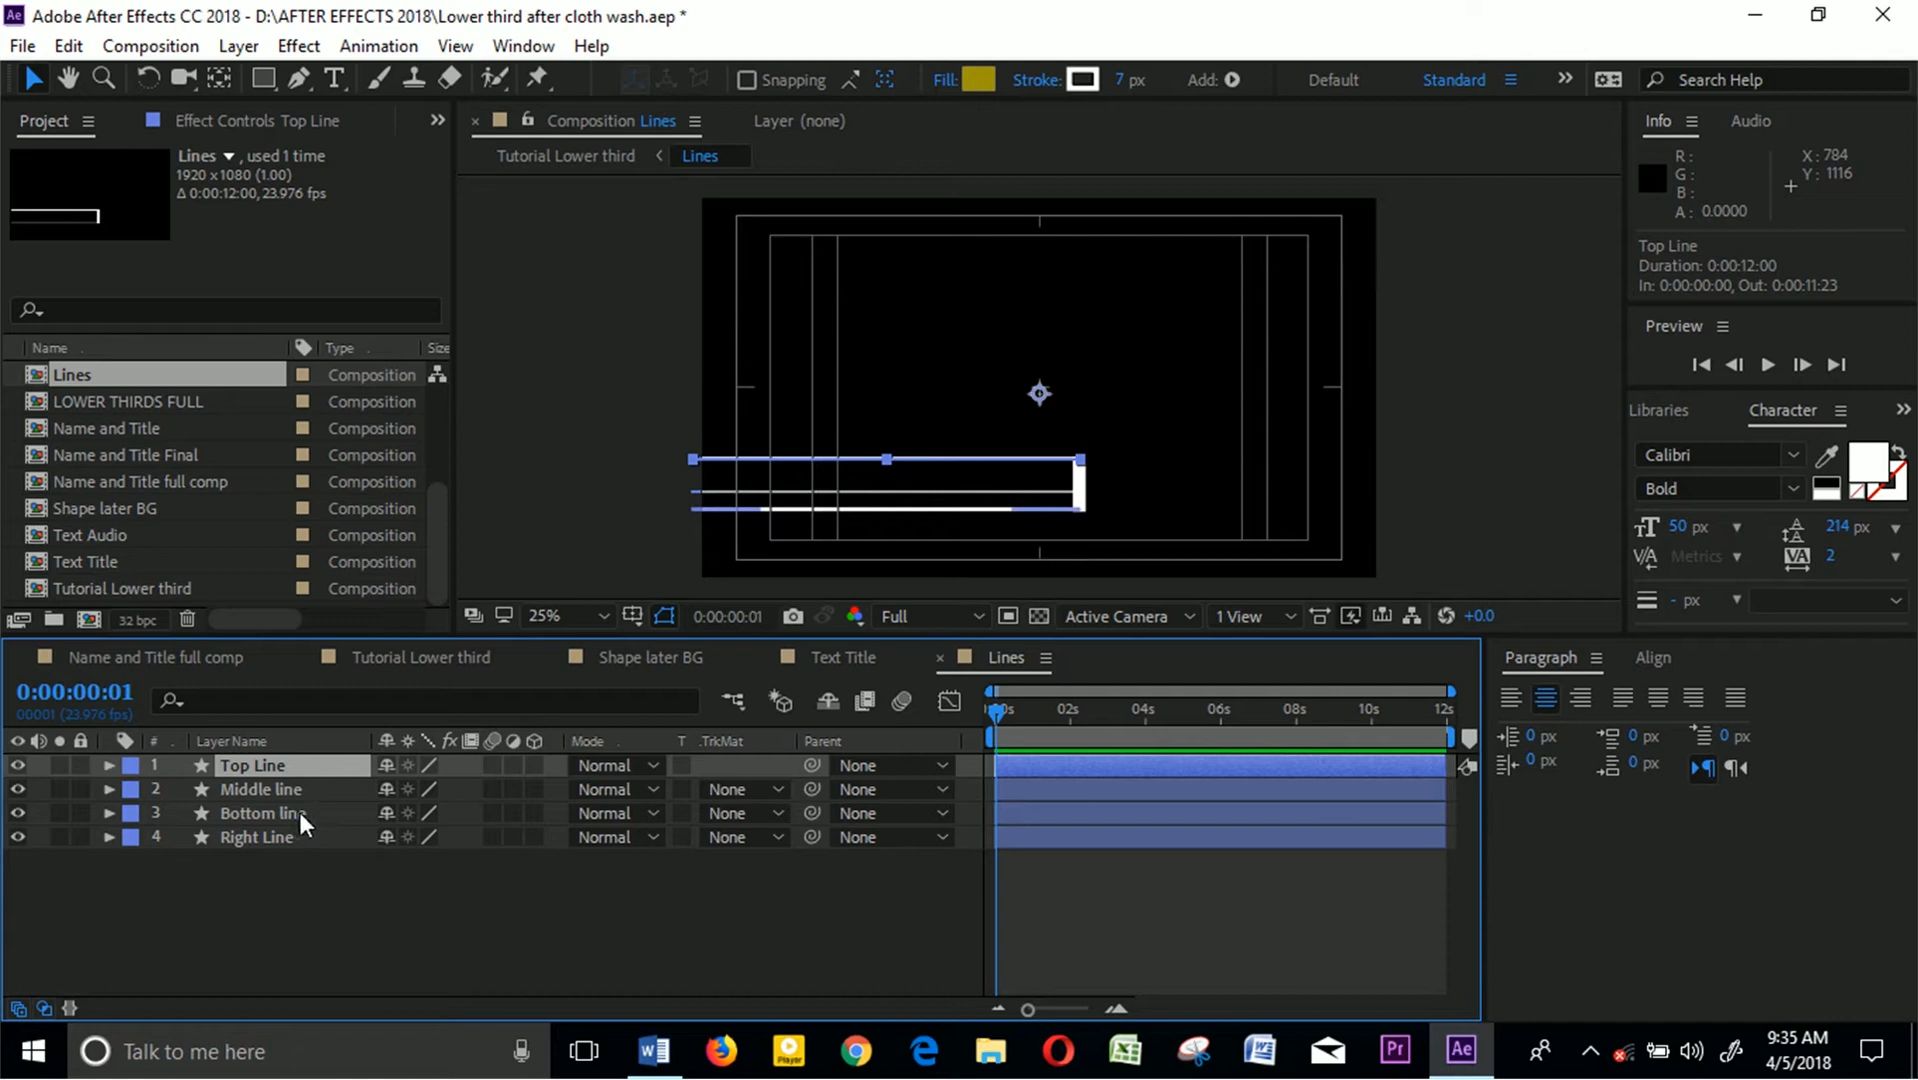 Ae Adobe After Effects CC 2018 - D:\AFTER EFFECTS 2018\Lower third after cloth wash.aep *
File Edit Composition Layer Effect Animation View Window Help
Snapping Fill: Stroke: 7 px Add: Default Standard Search Help
Project Effect Controls Top Line
Lines , used 1 time
1920 x 1080 (1.00)
Δ 0:00:12:00, 23.976 fps
Name Type Size
Lines Composition
LOWER THIRDS FULL Composition
Name and Title Composition
Name and Title Final Composition
Name and Title full comp Composition
Shape later BG Composition
Text Audio Composition
Text Title Composition
Tutorial Lower third Composition
32 bpc
Composition Lines Layer (none)
Tutorial Lower third Lines
25% 0:00:00:01 Full Active Camera 1 View +0.0
Info Audio
R: X: 784
G: Y: 1116
B:
A: 0.0000
Top Line
Duration: 0:00:12:00
In: 0:00:00:00, Out: 0:00:11:23
Preview
Libraries Character
Calibri
Bold
50 px 214 px
Metrics 2
- px
Name and Title full comp Tutorial Lower third Shape later BG Text Title Lines
0:00:00:01
00001 (23.976 fps)
02s 04s 06s 08s 10s 12s
# Layer Name fx Mode T .TrkMat Parent
1 Top Line Normal None
2 Middle line Normal None None
3 Bottom line Normal None None
4 Right Line Normal None None
Paragraph Align
0 px 0 px 0 px
0 px 0 px
Talk to me here
Player
Pr Ae
9:35 AM
4/5/2018